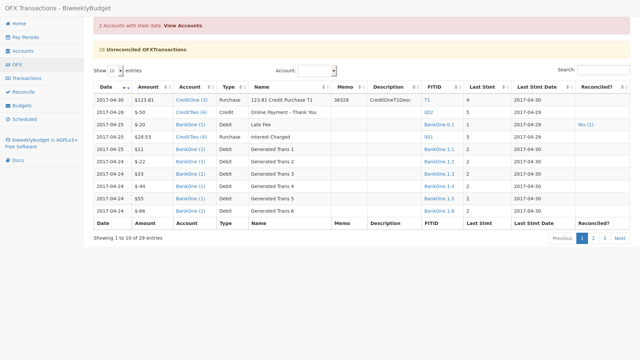 OFX Transactions - BiweeklyBudget
Home
Pay Periods
Accounts
OFX
Transactions
Reconcile
Budgets
Scheduled
biweeklybudget is AGPLv3+
Free Software
Docs
2 Accounts with stale data. View Accounts.
28 Unreconciled OFXTransactions.
Show 10 entries Account: Search:
Date Amount Account Type Name Memo Description FITID Last Stmt Last Stmt Date Reconciled?
2017-04-30 $123.81 CreditOne (3) Purchase 123.81 Credit Purchase T1 38328 CreditOneT1Desc T1 4 2017-04-30
2017-04-26 $-50 CreditTwo (4) Credit Online Payment - Thank You 002 5 2017-04-29
2017-04-25 $-20 BankOne (1) Debit Late Fee BankOne.0.1 1 2017-04-29 Yes (1)
2017-04-25 $28.53 CreditTwo (4) Purchase Interest Charged 001 5 2017-04-29
2017-04-25 $11 BankOne (1) Debit Generated Trans 1 BankOne.1.1 2 2017-04-30
2017-04-24 $-22 BankOne (1) Debit Generated Trans 2 BankOne.1.2 2 2017-04-30
2017-04-24 $33 BankOne (1) Debit Generated Trans 3 BankOne.1.3 2 2017-04-30
2017-04-24 $-44 BankOne (1) Debit Generated Trans 4 BankOne.1.4 2 2017-04-30
2017-04-24 $55 BankOne (1) Debit Generated Trans 5 BankOne.1.5 2 2017-04-30
2017-04-24 $-66 BankOne (1) Debit Generated Trans 6 BankOne.1.6 2 2017-04-30
Date Amount Account Type Name Memo Description FITID Last Stmt Last Stmt Date Reconciled?
Showing 1 to 10 of 29 entries Previous 1 2 3 Next